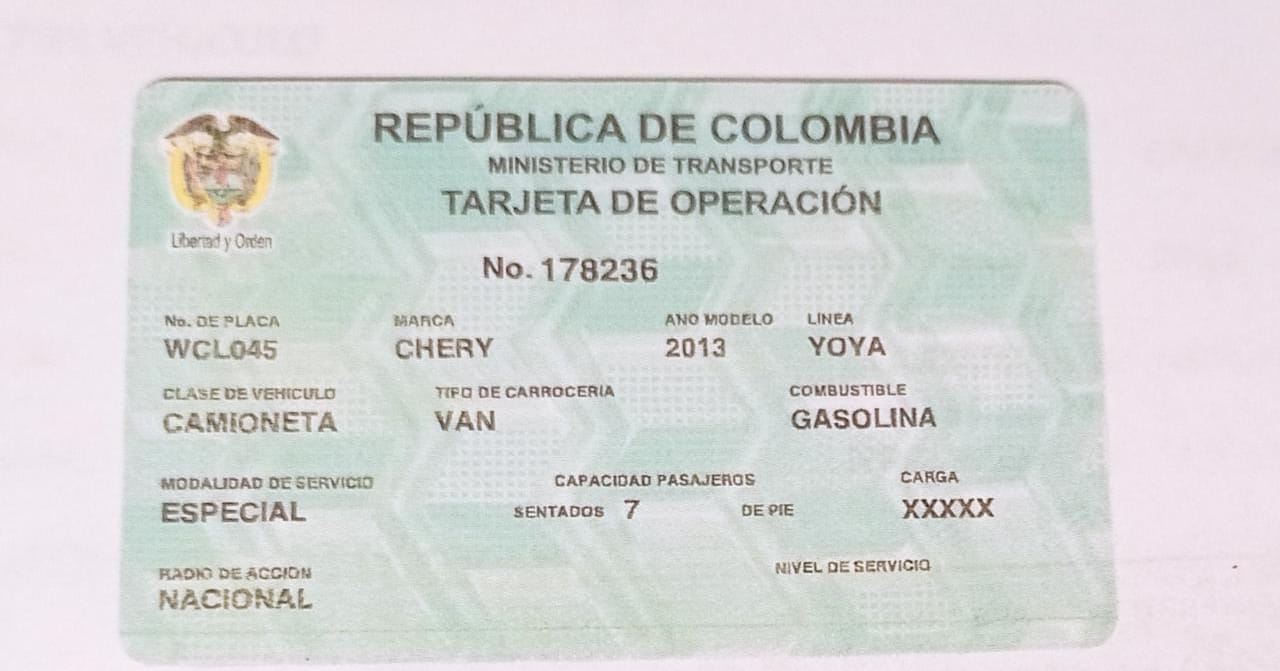 REPÚBLICA DE COLOMBIA
MINISTERIO DE TRANSPORTE
TARJETA DE OPERACIÓN
Libertad y Orden
No. 178236
No. DE PLACA MARCA ANO MODELO LINEA
WCL045 CHERY 2013 YOYA
CLASE DE VEHICULO TIPO DE CARROCERIA COMBUSTIBLE
CAMIONETA VAN GASOLINA
MODALIDAD DE SERVICIO CAPACIDAD PASAJEROS CARGA
ESPECIAL SENTADOS 7 DE PIE XXXXX
RADIO DE ACCION NIVEL DE SERVICIO
NACIONAL